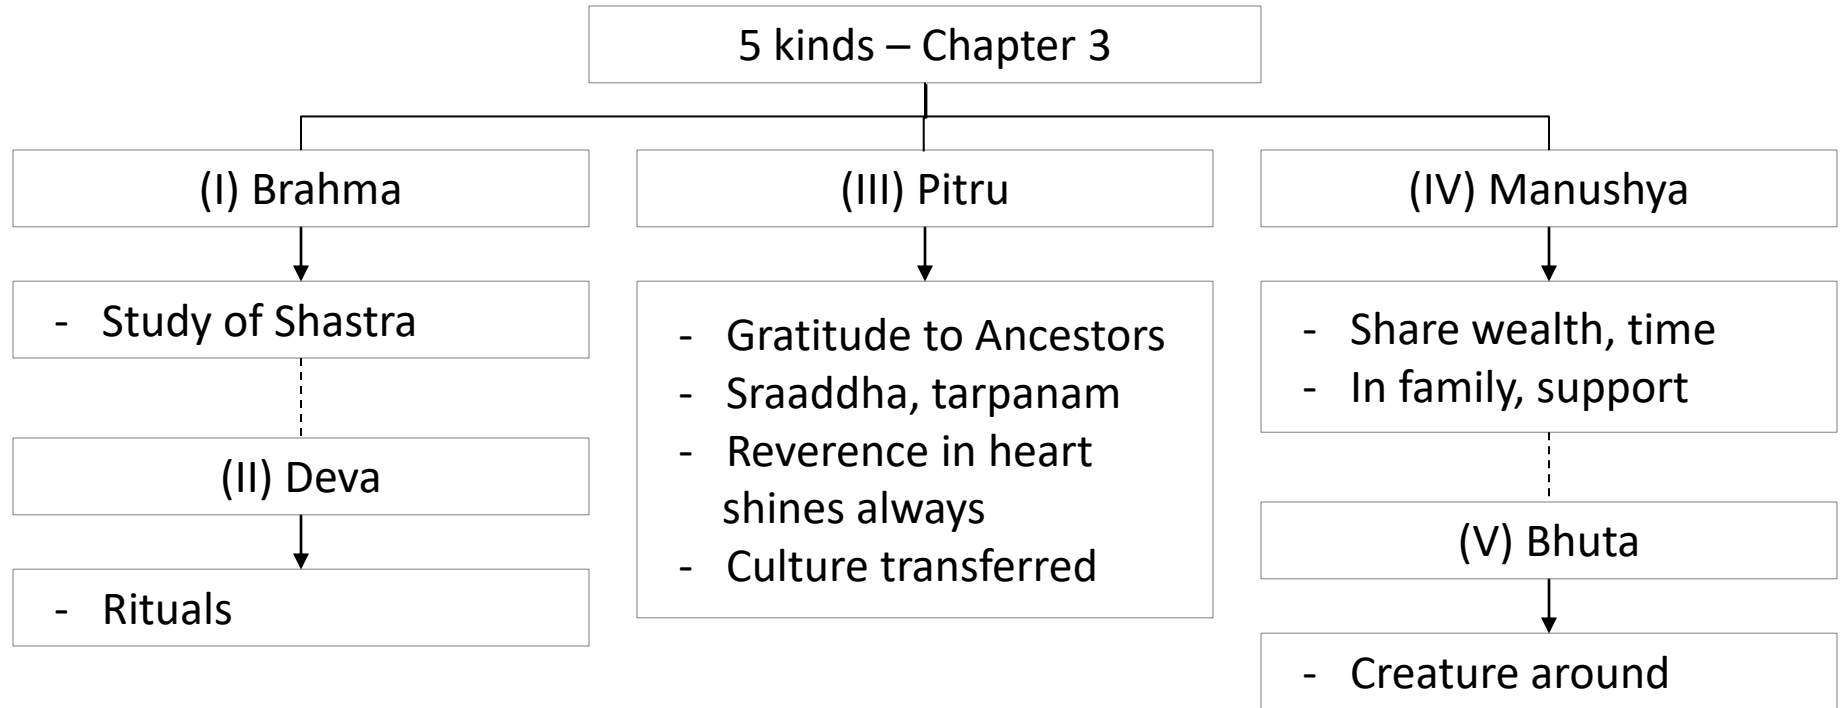 5 kinds – Chapter 3
(I) Brahma
- Study of Shastra
(II) Deva
- Rituals
(III) Pitru
- Gratitude to Ancestors
- Sraaddha, tarpanam
- Reverence in heart
shines always
- Culture transferred
(IV) Manushya
- Share wealth, time
- In family, support
(V) Bhuta
- Creature around